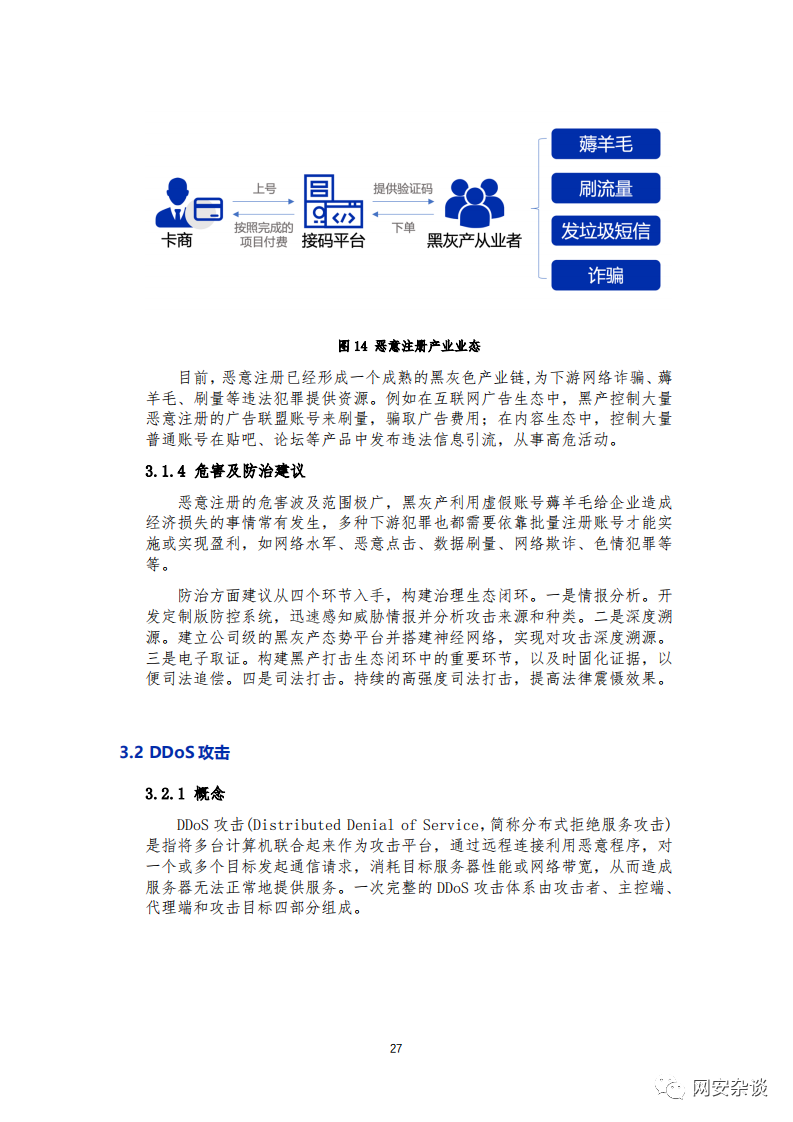 薅羊毛
刷流量
发垃圾短信
诈骗
上号
提供验证码
按照完成的
项目付费
下单
卡商
接码平台
黑灰产从业者
图 14 恶意注册产业业态
目前，恶意注册已经形成一个成熟的黑灰色产业链,为下游网络诈骗、薅
羊毛、刷量等违法犯罪提供资源。例如在互联网广告生态中，黑产控制大量
恶意注册的广告联盟账号来刷量，骗取广告费用；在内容生态中，控制大量
普通账号在贴吧、论坛等产品中发布违法信息引流，从事高危活动。
3.1.4 危害及防治建议
恶意注册的危害波及范围极广，黑灰产利用虚假账号薅羊毛给企业造成
经济损失的事情常有发生，多种下游犯罪也都需要依靠批量注册账号才能实
施或实现盈利，如网络水军、恶意点击、数据刷量、网络欺诈、色情犯罪等
等。
防治方面建议从四个环节入手，构建治理生态闭环。一是情报分析。开
发定制版防控系统，迅速感知威胁情报并分析攻击来源和种类。二是深度溯
源。建立公司级的黑灰产态势平台并搭建神经网络，实现对攻击深度溯源。
三是电子取证。构建黑产打击生态闭环中的重要环节，以及时固化证据，以
便司法追偿。四是司法打击。持续的高强度司法打击，提高法律震慑效果。
3.2 DDoS 攻击
3.2.1 概念
DDoS 攻击(Distributed Denial of Service,简称分布式拒绝服务攻击)
是指将多台计算机联合起来作为攻击平台，通过远程连接利用恶意程序，对
一个或多个目标发起通信请求，消耗目标服务器性能或网络带宽，从而造成
服务器无法正常地提供服务。一次完整的 DDoS 攻击体系由攻击者、主控端、
代理端和攻击目标四部分组成。
27
网安杂谈